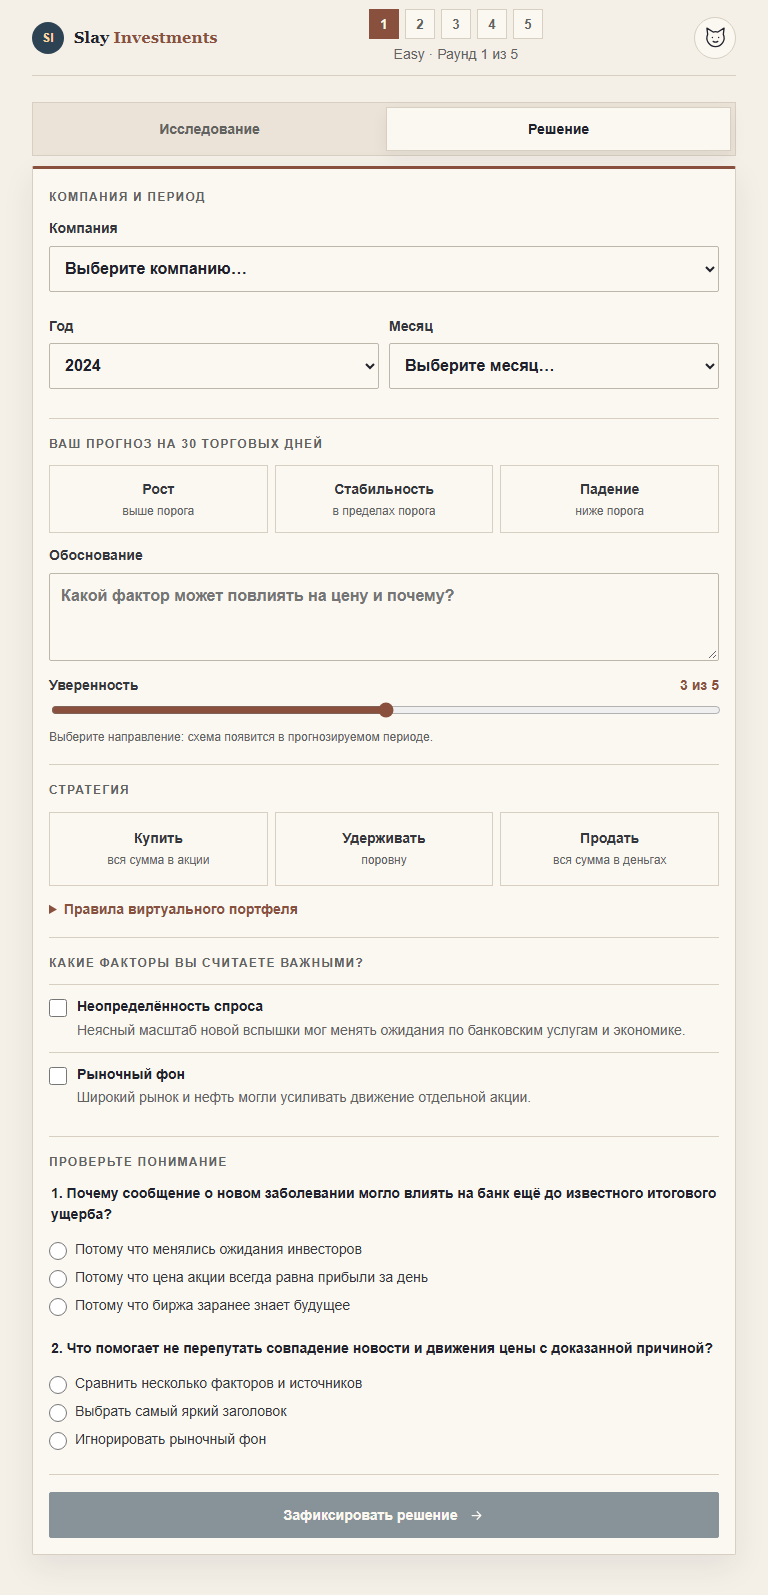 SI Slay Investments
1 2 3 4 5
Easy · Раунд 1 из 5
Исследование Решение
КОМПАНИЯ И ПЕРИОД
Компания
Выберите компанию...
Год Месяц
2024 Выберите месяц...
ВАШ ПРОГНОЗ НА 30 ТОРГОВЫХ ДНЕЙ
Рост Стабильность Падение
выше порога в пределах порога ниже порога
Обоснование
Какой фактор может повлиять на цену и почему?
Уверенность 3 из 5
Выберите направление: схема появится в прогнозируемом периоде.
СТРАТЕГИЯ
Купить Удерживать Продать
вся сумма в акции поровну вся сумма в деньгах
Правила виртуального портфеля
КАКИЕ ФАКТОРЫ ВЫ СЧИТАЕТЕ ВАЖНЫМИ?
Неопределённость спроса
Неясный масштаб новой вспышки мог менять ожидания по банковским услугам и экономике.
Рыночный фон
Широкий рынок и нефть могли усиливать движение отдельной акции.
ПРОВЕРЬТЕ ПОНИМАНИЕ
1. Почему сообщение о новом заболевании могло влиять на банк ещё до известного итогового
ущерба?
Потому что менялись ожидания инвесторов
Потому что цена акции всегда равна прибыли за день
Потому что биржа заранее знает будущее
2. Что помогает не перепутать совпадение новости и движения цены с доказанной причиной?
Сравнить несколько факторов и источников
Выбрать самый яркий заголовок
Игнорировать рыночный фон
Зафиксировать решение →